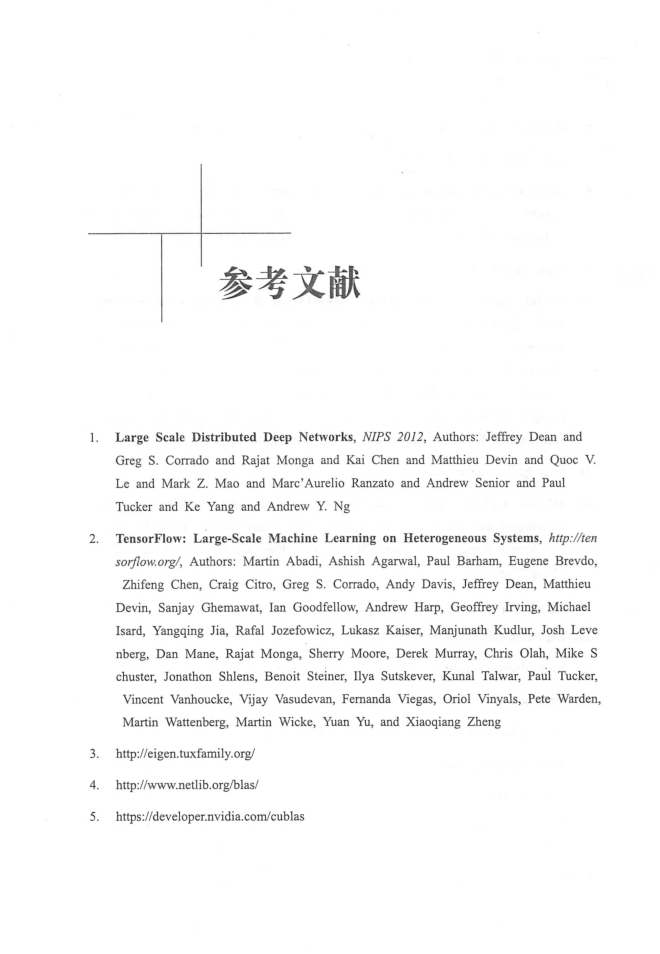 参考文献
1. Large Scale Distributed Deep Networks, NIPS 2012, Authors: Jeffrey Dean and
Greg S. Corrado and Rajat Monga and Kai Chen and Matthieu Devin and Quoc V.
Le and Mark Z. Mao and Marc'Aurelio Ranzato and Andrew Senior and Paul
Tucker and Ke Yang and Andrew Y. Ng
2. TensorFlow: Large-Scale Machine Learning on Heterogeneous Systems, http://ten
sorflow.org/, Authors: Martin Abadi, Ashish Agarwal, Paul Barham, Eugene Brevdo,
Zhifeng Chen, Craig Citro, Greg S. Corrado, Andy Davis, Jeffrey Dean, Matthieu
Devin, Sanjay Ghemawat, Ian Goodfellow, Andrew Harp, Geoffrey Irving, Michael
Isard, Yangqing Jia, Rafal Jozefowicz, Lukasz Kaiser, Manjunath Kudlur, Josh Leve
nberg, Dan Mane, Rajat Monga, Sherry Moore, Derek Murray, Chris Olah, Mike S
chuster, Jonathon Shlens, Benoit Steiner, Ilya Sutskever, Kunal Talwar, Paul Tucker,
Vincent Vanhoucke, Vijay Vasudevan, Fernanda Viegas, Oriol Vinyals, Pete Warden,
Martin Wattenberg, Martin Wicke, Yuan Yu, and Xiaoqiang Zheng
3. http://eigen.tuxfamily.org/
4. http://www.netlib.org/blas/
5. https://developer.nvidia.com/cublas